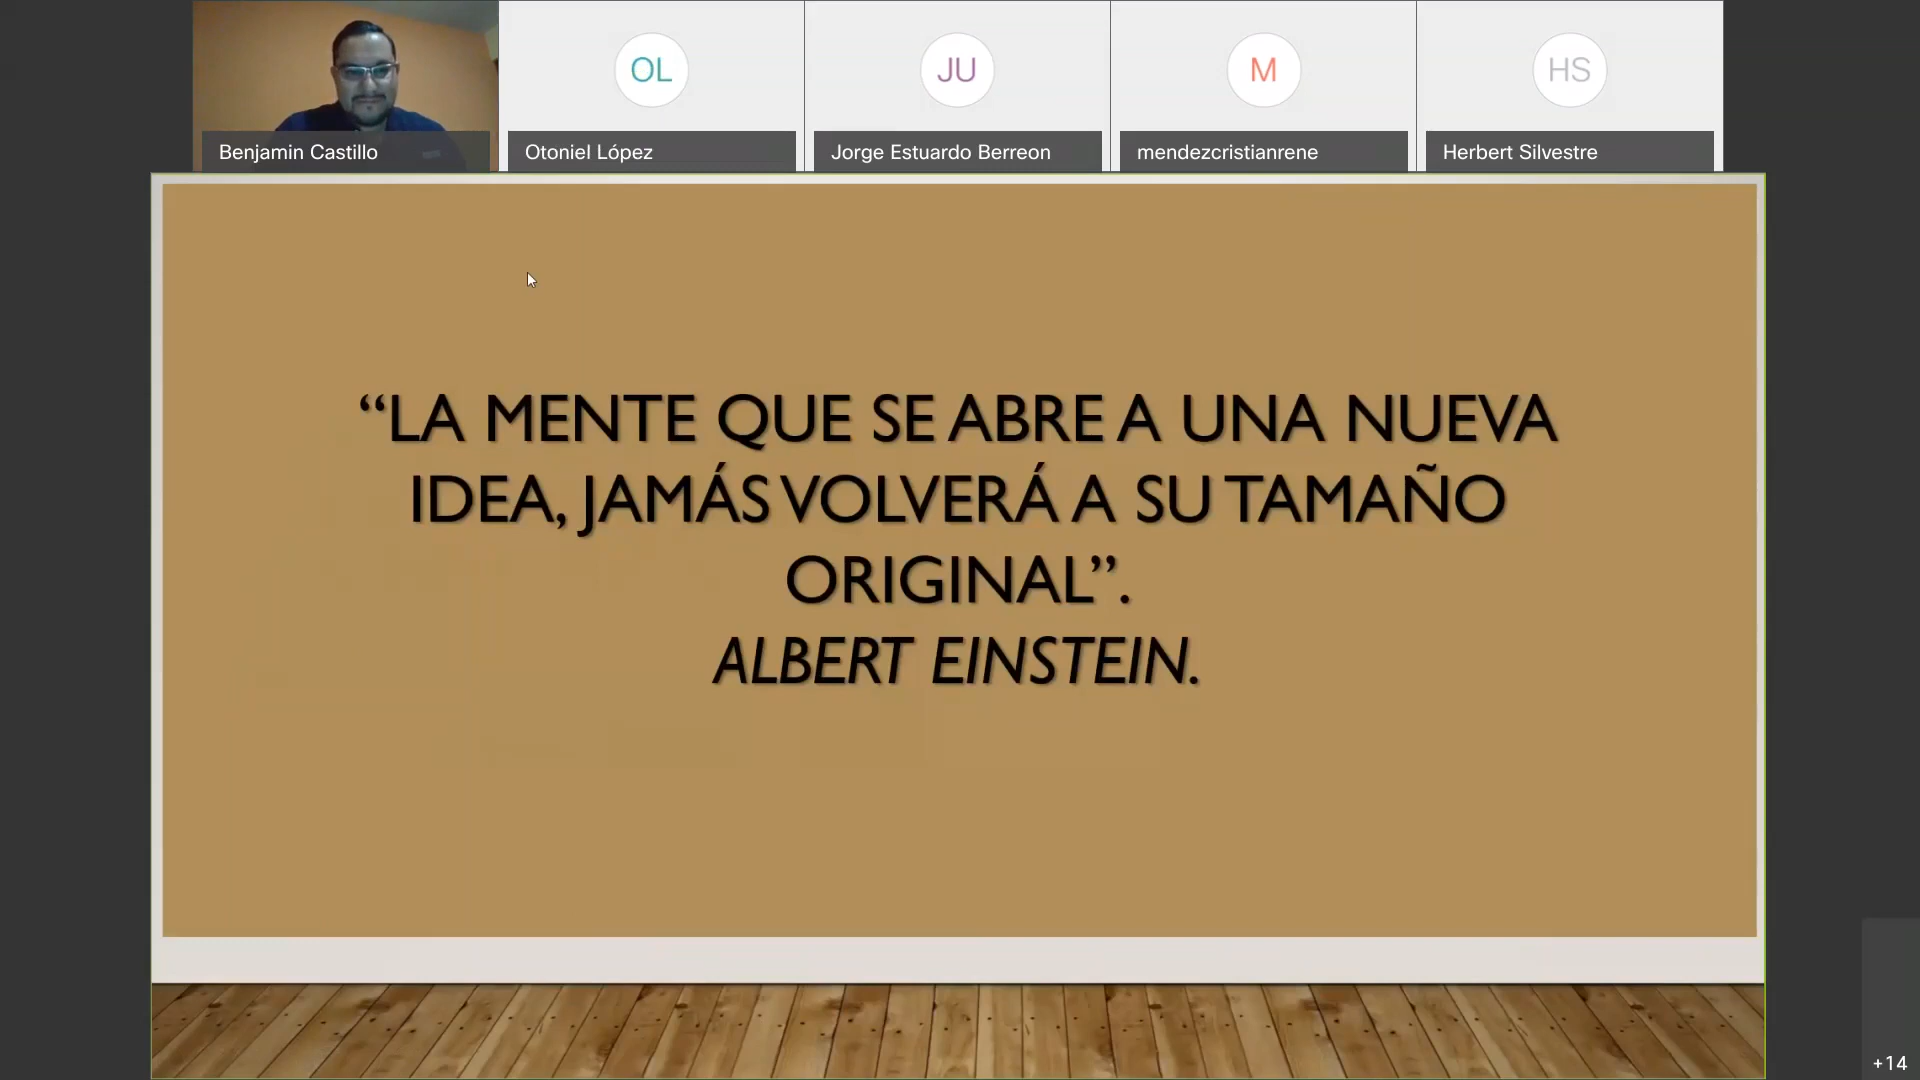 OL
JU
M
HS
Benjamin Castillo
Otoniel López
Jorge Estuardo Berreon
mendezcristianrene
Herbert Silvestre
“LA MENTE QUE SE ABRE A UNA NUEVA
IDEA, JAMÁS VOLVERÁ A SU TAMAÑO
ORIGINAL”.
ALBERT EINSTEIN.
+14